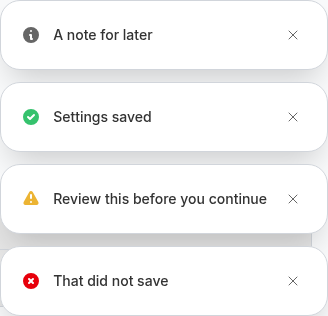 A note for later
Settings saved
Review this before you continue
That did not save